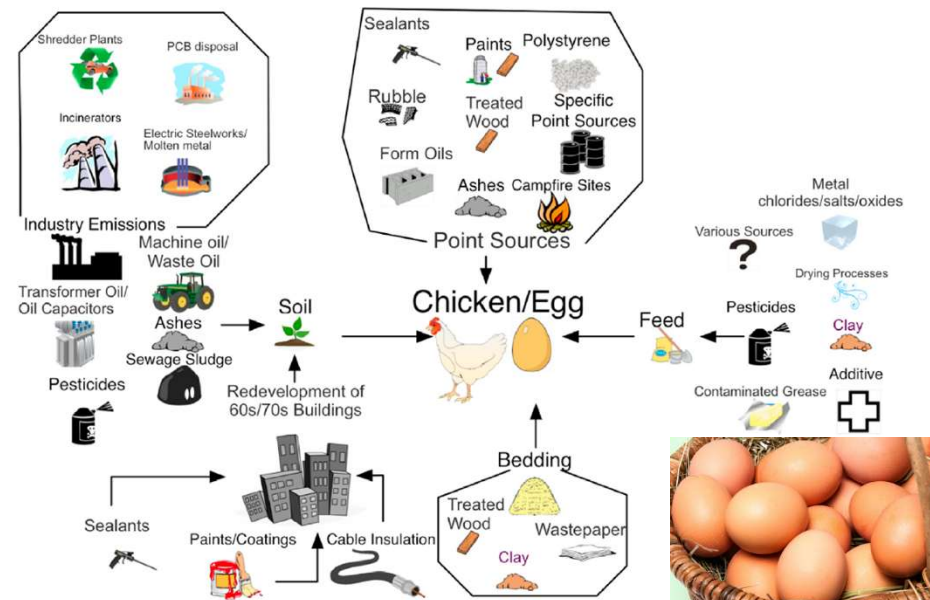 Shredder Plants
PCB disposal
Incinerators
Electric Steelworks/
Molten metal
Industry Emissions
Machine oil/
Waste Oil
Transformer Oil/
Oil Capacitors
Ashes
Sewage Sludge
Pesticides
Soil
Redevelopment of
60s/70s Buildings
Sealants
Paints/Coatings
Cable Insulation
Sealants
Paints
Polystyrene
Rubble
Treated
Wood
Specific
Point Sources
Form Oils
Ashes
Campfire Sites
Point Sources
Chicken/Egg
Bedding
Treated
Wood
Wastepaper
Clay
Feed
Metal
chlorides/salts/oxides
Various Sources
?
Drying Processes
Pesticides
Clay
Additive
Contaminated Grease